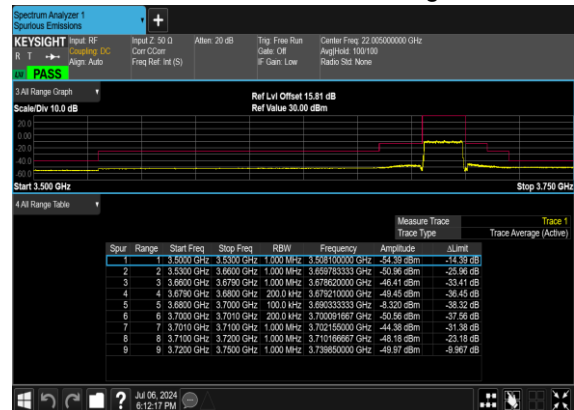 Spectrum Analyzer 1
Spurious Emissions
+
KEYSIGHT Input: RF Input Z: 50 Ω Atten: 20 dB Trig: Free Run Center Freq: 22.005000000 GHz
R T Coupling: DC Corr CCorr Gate: Off Avg|Hold: 100/100
Align: Auto Freq Ref: Int (S) IF Gain: Low Radio Std: None
PASS
3 All Range Graph
Ref Lvl Offset 15.81 dB
Scale/Div 10.0 dB Ref Value 30.00 dBm
20.0
0.00
-20.0
-40.0
-60.0
Start 3.500 GHz Stop 3.750 GHz
4 All Range Table
Measure Trace Trace 1
Trace Type Trace Average (Active)
Spur Range Start Freq Stop Freq RBW Frequency Amplitude ΔLimit
1 1 3.5000 GHz 3.5300 GHz 1.000 MHz 3.508100000 GHz -54.39 dBm -14.39 dB
2 2 3.5300 GHz 3.6600 GHz 1.000 MHz 3.659783333 GHz -50.96 dBm -25.96 dB
3 3 3.6600 GHz 3.6790 GHz 1.000 MHz 3.678620000 GHz -46.41 dBm -33.41 dB
4 4 3.6790 GHz 3.6800 GHz 200.0 kHz 3.679210000 GHz -49.45 dBm -36.45 dB
5 5 3.6800 GHz 3.7000 GHz 100.0 kHz 3.690333333 GHz -8.320 dBm -38.32 dB
6 6 3.7000 GHz 3.7010 GHz 200.0 kHz 3.700091667 GHz -50.56 dBm -37.56 dB
7 7 3.7010 GHz 3.7100 GHz 1.000 MHz 3.702155000 GHz -44.38 dBm -31.38 dB
8 8 3.7100 GHz 3.7200 GHz 1.000 MHz 3.710166667 GHz -48.18 dBm -23.18 dB
9 9 3.7200 GHz 3.7500 GHz 1.000 MHz 3.739850000 GHz -49.97 dBm -9.967 dB
? Jul 06, 2024
6:12:17 PM